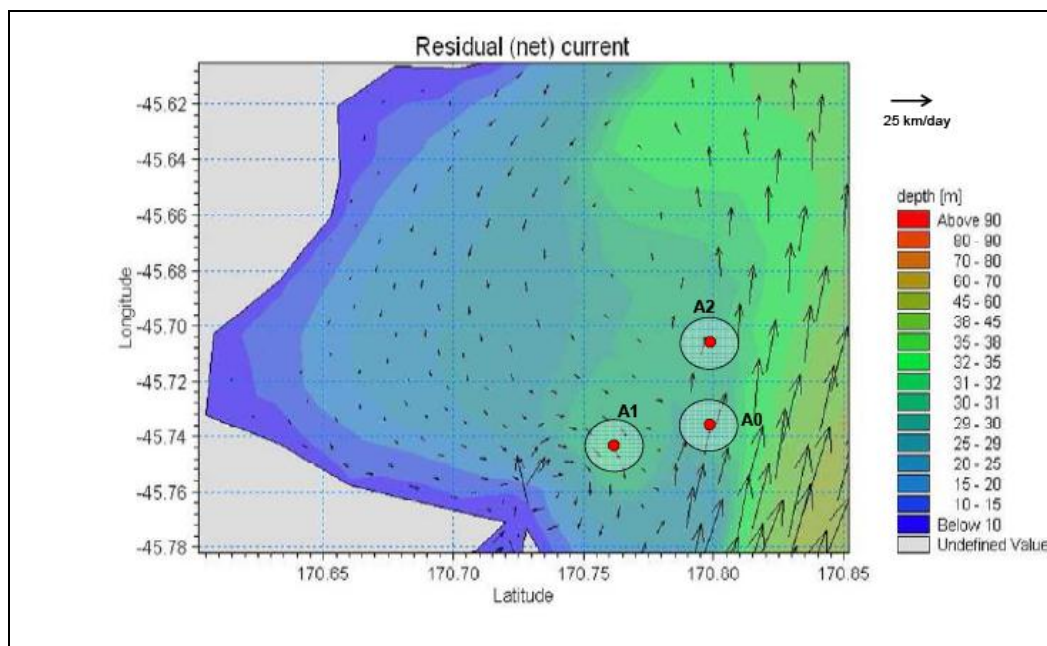 Residual (net) current
-45.62
-45.64
-45.66
-45.68
-45.70
-45.72
-45.74
-45.76
-45.78
Longitude
170.65
170.70
170.75
170.80
170.85
Latitude
A2
A1
A0
25 km/day
depth [m]
Above 90
80 - 90
70 - 80
60 - 70
45 - 60
38 - 45
35 - 38
32 - 35
31 - 32
30 - 31
29 - 30
25 - 29
20 - 25
15 - 20
10 - 15
Below 10
Undefined Value